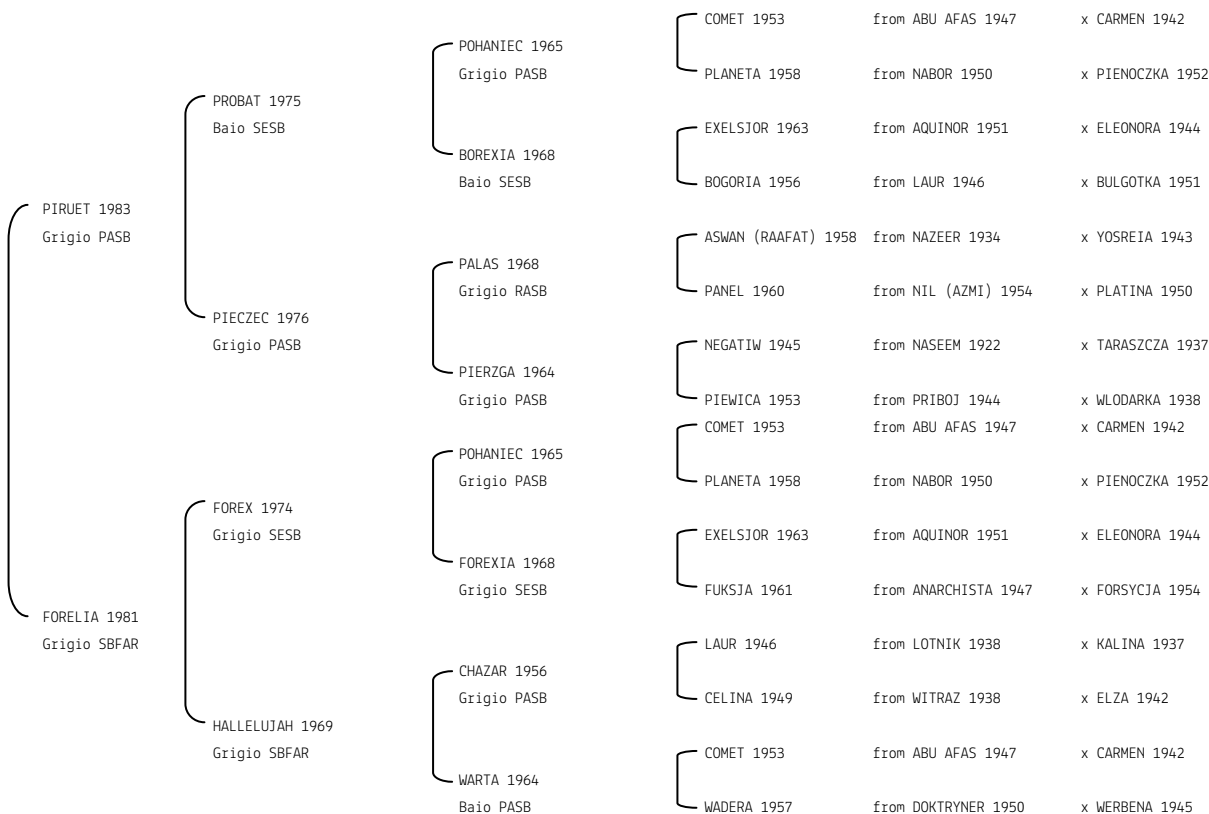 COMET 1953 from ABU AFAS 1947 x CARMEN 1942
POHANIEC 1965
Grigio PASB PLANETA 1958 from NABOR 1950 x PIENOCZKA 1952
PROBAT 1975
Baio SESB EXELSJOR 1963 from AQUINOR 1951 x ELEONORA 1944
BOREXIA 1968
Baio SESB BOGORIA 1956 from LAUR 1946 x BULGOTKA 1951
PIRUET 1983
Grigio PASB ASWAN (RAAFAT) 1958 from NAZEER 1934 x YOSREIA 1943
PALAS 1968
Grigio RASB PANEL 1960 from NIL (AZMI) 1954 x PLATINA 1950
PIECZEC 1976
Grigio PASB NEGATIW 1945 from NASEEM 1922 x TARASZCZA 1937
PIERZGA 1964
Grigio PASB PIEWICA 1953 from PRIBOJ 1944 x WLODARKA 1938
COMET 1953 from ABU AFAS 1947 x CARMEN 1942
POHANIEC 1965
Grigio PASB PLANETA 1958 from NABOR 1950 x PIENOCZKA 1952
FOREX 1974
Grigio SESB EXELSJOR 1963 from AQUINOR 1951 x ELEONORA 1944
FOREXIA 1968
Grigio SESB FUKSJA 1961 from ANARCHISTA 1947 x FORSYCJA 1954
FORELIA 1981
Grigio SBFAR LAUR 1946 from LOTNIK 1938 x KALINA 1937
CHAZAR 1956
Grigio PASB CELINA 1949 from WITRAZ 1938 x ELZA 1942
HALLELUJAH 1969
Grigio SBFAR COMET 1953 from ABU AFAS 1947 x CARMEN 1942
WARTA 1964
Baio PASB WADERA 1957 from DOKTRYNER 1950 x WERBENA 1945